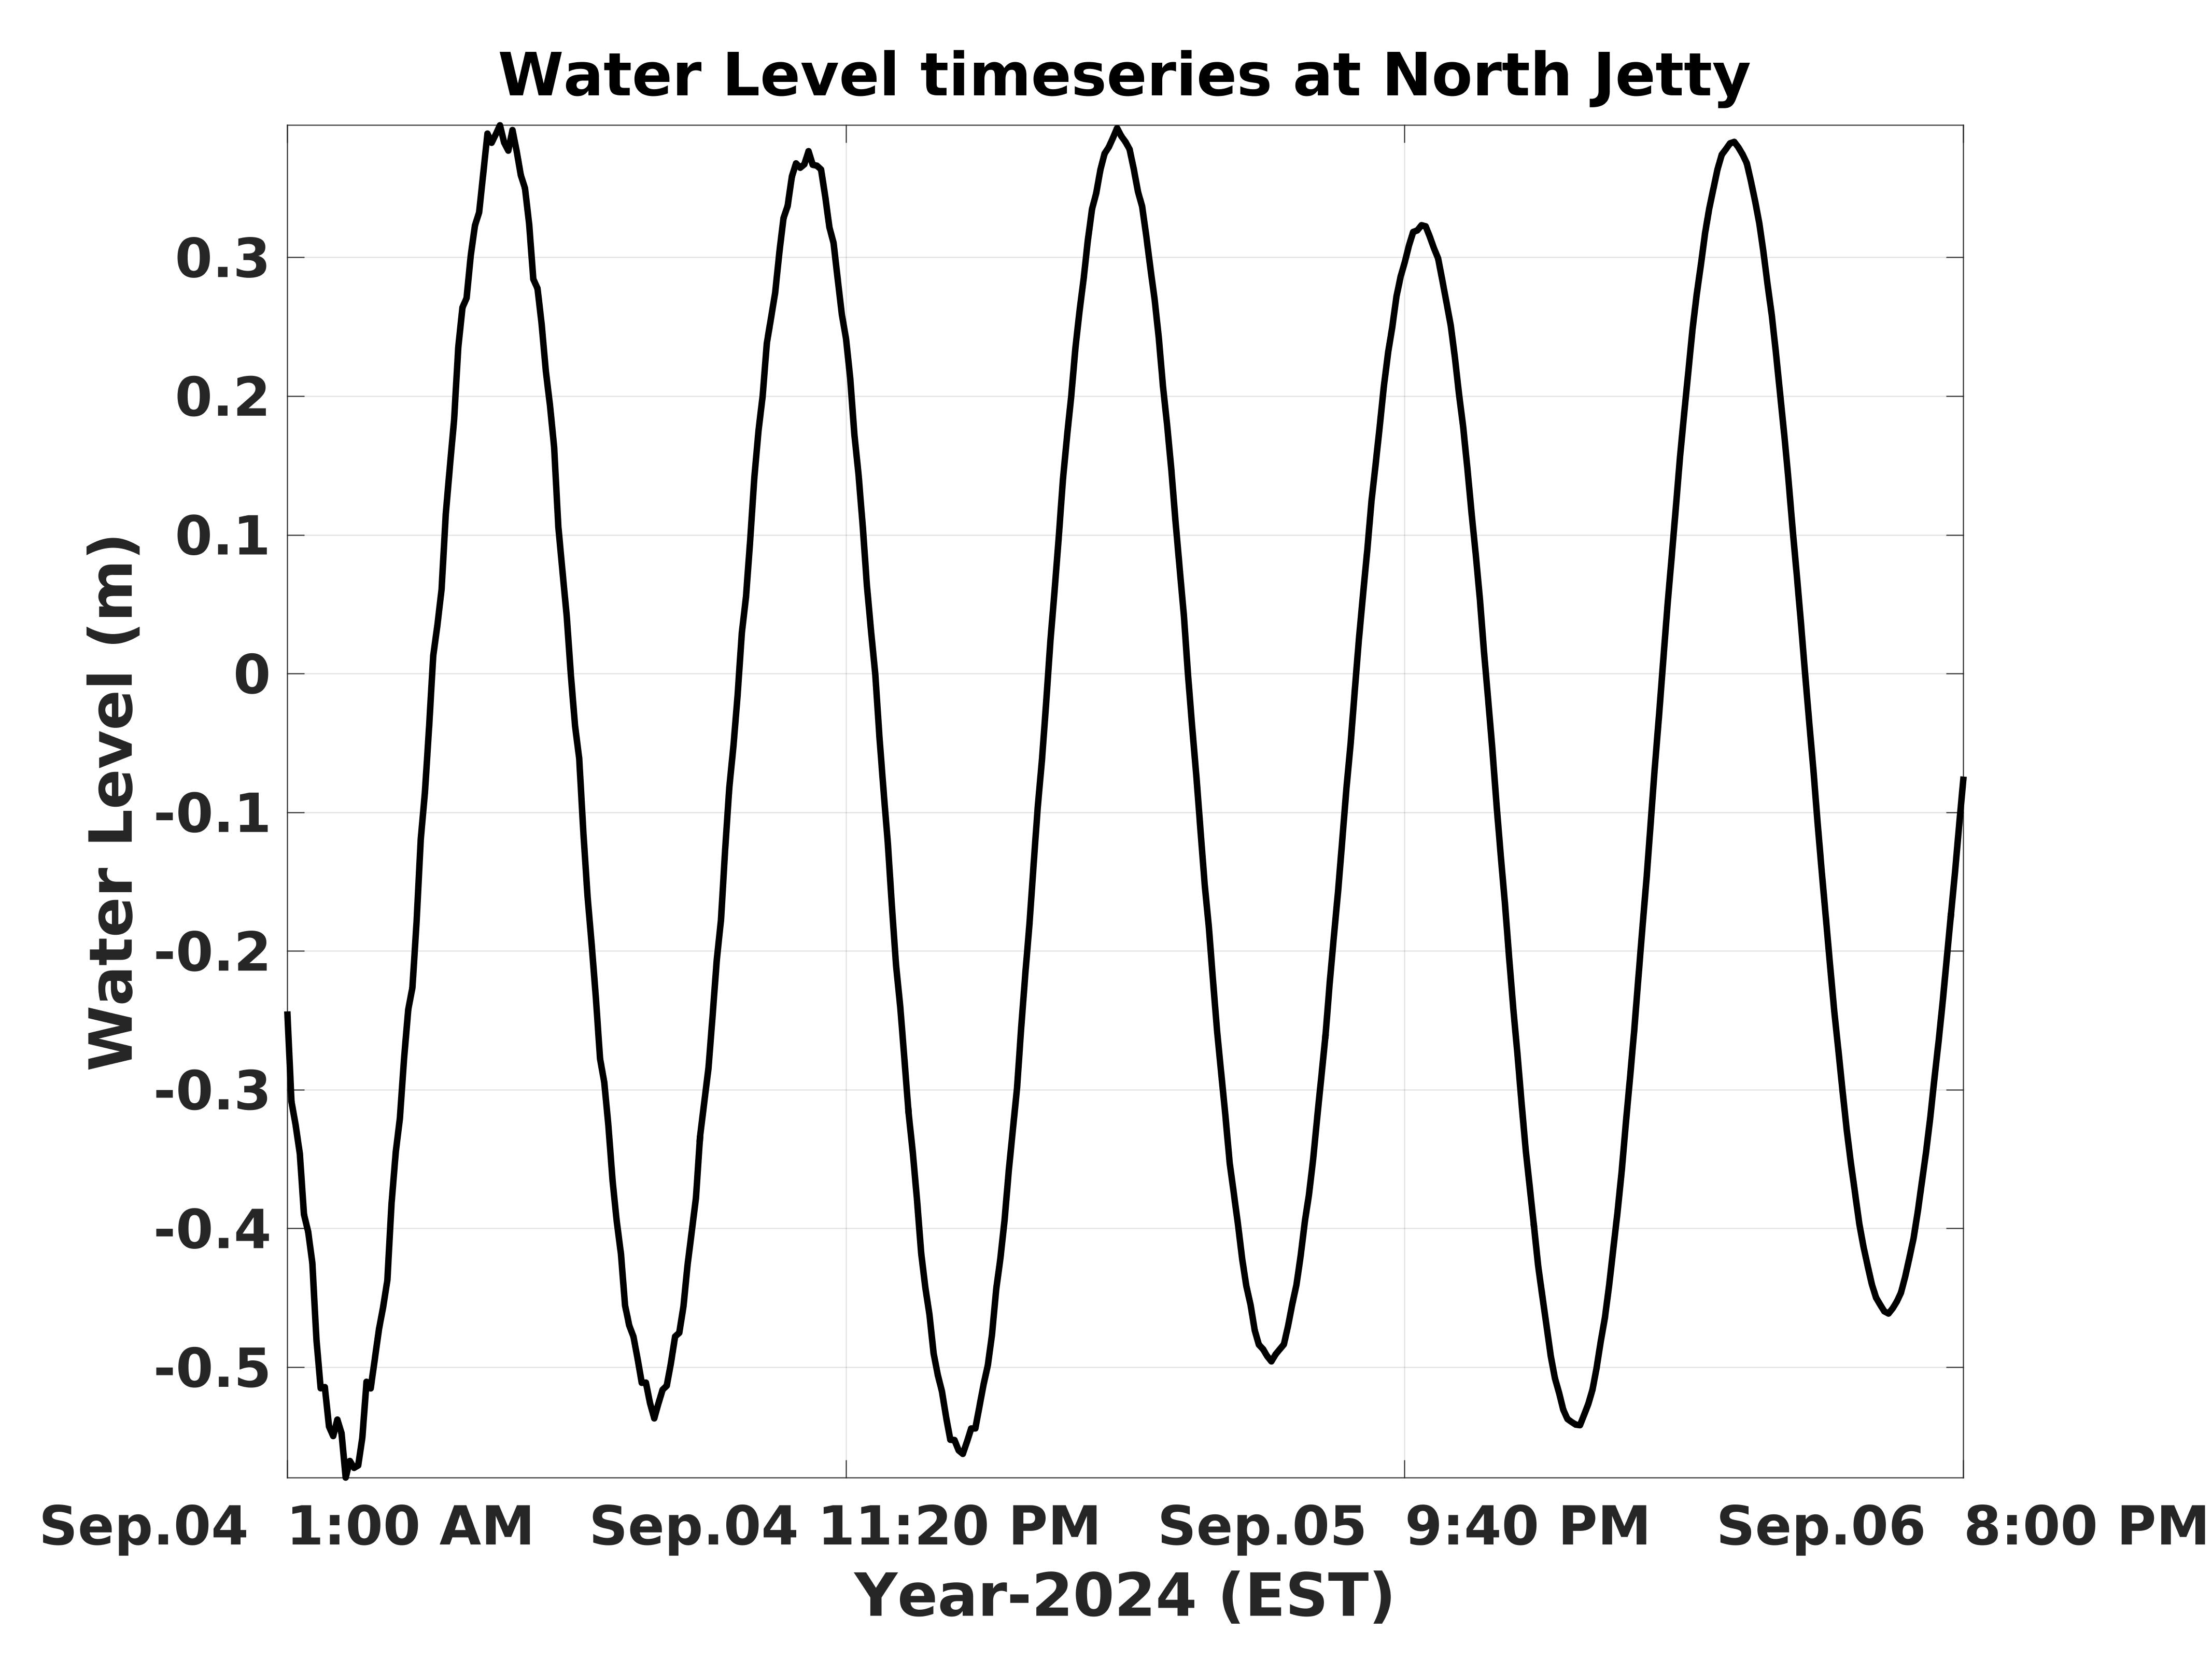 Water Level timeseries at North Jetty
0.3
0.2
0.1
0
-0.1
-0.2
-0.3
-0.4
-0.5
Water Level (m)
Sep.04 1:00 AM Sep.04 11:20 PM Sep.05 9:40 PM Sep.06 8:00 PM
Year-2024 (EST)